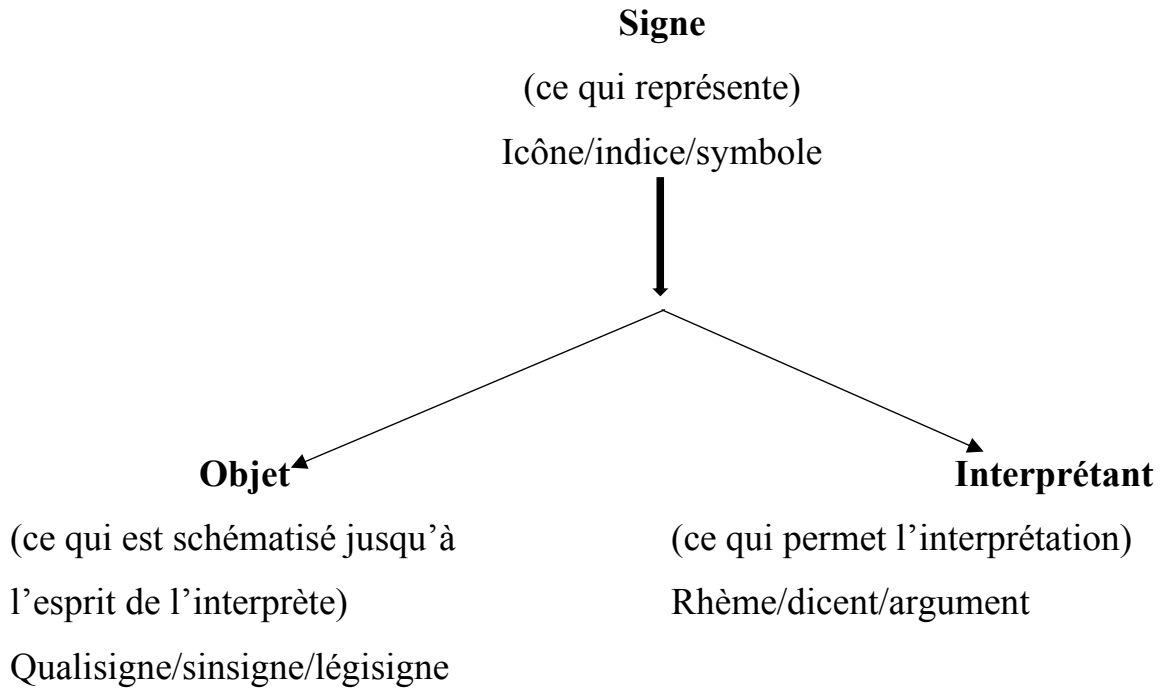 Signe
(ce qui représente)
Icône/indice/symbole
Objet
(ce qui est schématisé jusqu’à
l’esprit de l’interprète)
Qualisigne/sinsigne/légisigne
Interprétant
(ce qui permet l’interprétation)
Rhème/dicent/argument